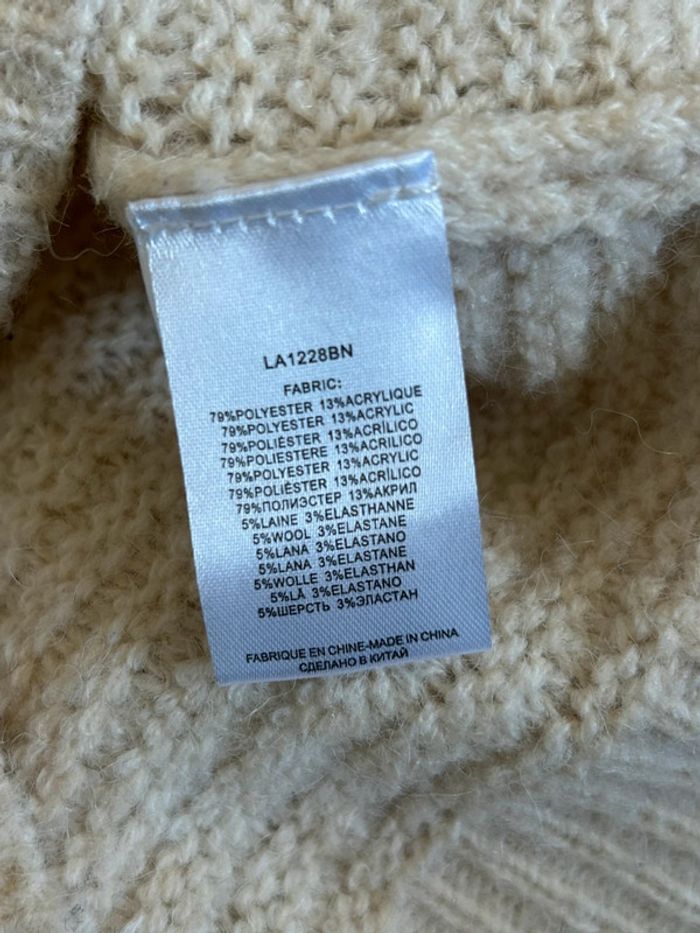 LA1228BN
FABRIC:
79%POLYESTER 13%ACRYLIQUE
79%POLYESTER 13%ACRYLIC
79%POLIÉSTER 13%ACRÍLICO
79%POLIESTERE 13%ACRILICO
79%POLYESTER 13%ACRYLIC
79%POLIÉSTER 13%ACRÍLICO
79%ПОЛИЭСТЕР 13%АКРИЛ
5%LAINE 3%ELASTHANNE
5%WOOL 3%ELASTANE
5%LANA 3%ELASTANO
5%LANA 3%ELASTANE
5%WOLLE 3%ELASTHAN
5%LÃ 3%ELASTANO
5%ШЕРСТЬ 3%ЭЛАСТАН
FABRIQUE EN CHINE-MADE IN CHINA
СДЕЛАНО В КИТАЙ